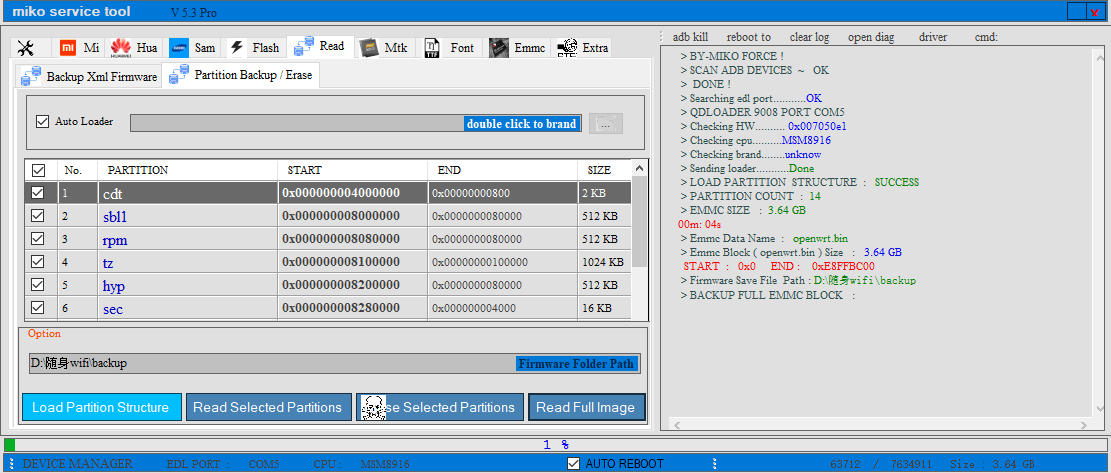 miko service tool V 5.3 Pro
Mi Hua Sam Flash Read Mtk Font Emmc Extra
Backup Xml Firmware Partition Backup / Erase
Auto Loader double click to brand ...
No. PARTITION START END SIZE
1 cdt 0x000000004000000 0x00000000800 2 KB
2 sbl1 0x000000008000000 0x00000080000 512 KB
3 rpm 0x000000008080000 0x00000080000 512 KB
4 tz 0x000000008100000 0x000000100000 1024 KB
5 hyp 0x000000008200000 0x00000080000 512 KB
6 sec 0x000000008280000 0x00000004000 16 KB
Option
D:\随身wifi\backup Firmware Folder Path
Load Partition Structure Read Selected Partitions se Selected Partitions Read Full Image
adb kill reboot to clear log open diag driver cmd:
> BY-MIKO FORCE !
> SCAN ADB DEVICES ~ OK
> DONE !
> Searching edl port...........OK
> QDLOADER 9008 PORT COM5
> Checking HW.......... 0x007050e1
> Checking cpu..........MSM8916
> Checking brand........unknow
> Sending loader...........Done
> LOAD PARTITION STRUCTURE : SUCCESS
> PARTITION COUNT : 14
> EMMC SIZE : 3.64 GB
00m: 04s
> Emmc Data Name : openwrt.bin
> Emmc Block ( openwrt.bin ) Size : 3.64 GB
START : 0x0 END : 0xE8FFBC00
> Firmware Save File Path : D:\随身wifi\backup
> BACKUP FULL EMMC BLOCK :
1 %
DEVICE MANAGER EDL PORT : COM5 CPU : MSM8916 AUTO REBOOT 63712 / 7634911 Size : 3.64 GB